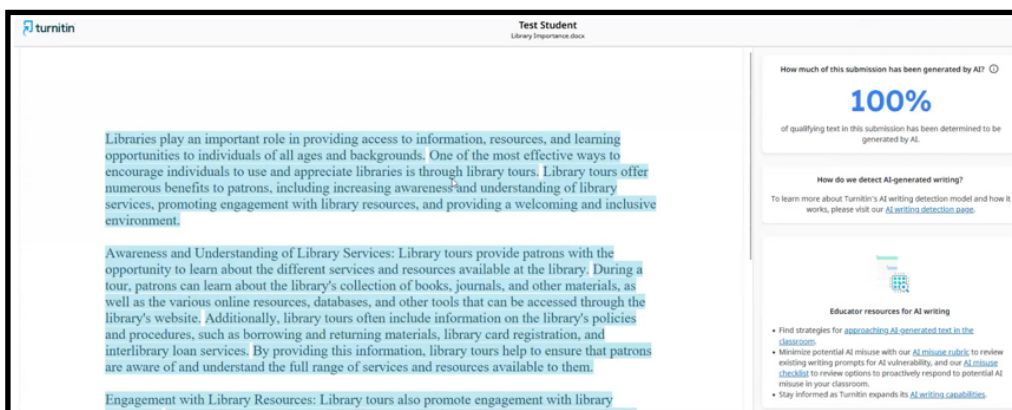 turnitin
Test Student
Library Importance.docx
Libraries play an important role in providing access to information, resources, and learning
opportunities to individuals of all ages and backgrounds. One of the most effective ways to
encourage individuals to use and appreciate libraries is through library tours. Library tours offer
numerous benefits to patrons, including increasing awareness and understanding of library
services, promoting engagement with library resources, and providing a welcoming and inclusive
environment.
Awareness and Understanding of Library Services: Library tours provide patrons with the
opportunity to learn about the different services and resources available at the library. During a
tour, patrons can learn about the library's collection of books, journals, and other materials, as
well as the various online resources, databases, and other tools that can be accessed through the
library's website. Additionally, library tours often include information on the library's policies
and procedures, such as borrowing and returning materials, library card registration, and
interlibrary loan services. By providing this information, library tours help to ensure that patrons
are aware of and understand the full range of services and resources available to them.
Engagement with Library Resources: Library tours also promote engagement with library
How much of this submission has been generated by AI?
100%
of qualifying text in this submission has been determined to be
generated by AI.
How do we detect AI-generated writing?
To learn more about Turnitin's AI writing detection model and how it
works, please visit our AI writing detection page.
Educator resources for AI writing
• Find strategies for approaching AI-generated text in the
classroom.
• Minimize potential AI misuse with our AI misuse rubric to review
existing writing prompts for AI vulnerability, and our AI misuse
checklist to review options to proactively respond to potential AI
misuse in your classroom.
• Stay informed as Turnitin expands its AI writing capabilities.